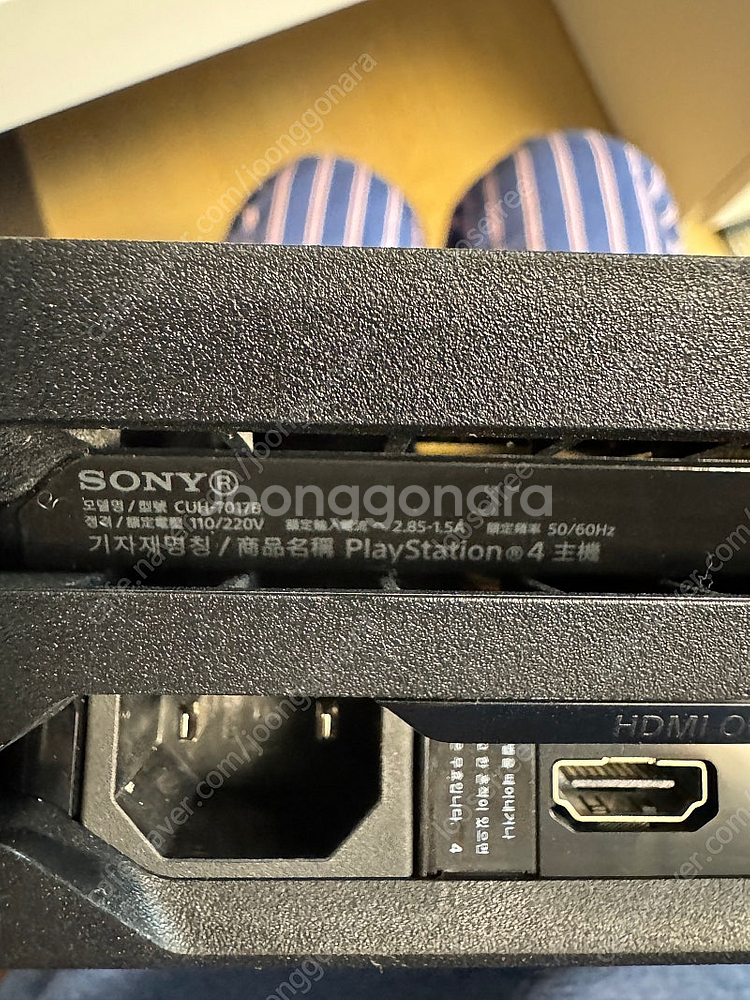 SONY®
모델명 / 型號 CUH-7017B
정격 / 額定電壓 110/220V 額定輸入電流 ~ 2.85-1.5A 額定頻率 50/60Hz
기자재명칭 / 商品名稱 PlayStation®4 主機
joonggonara
HDMI O